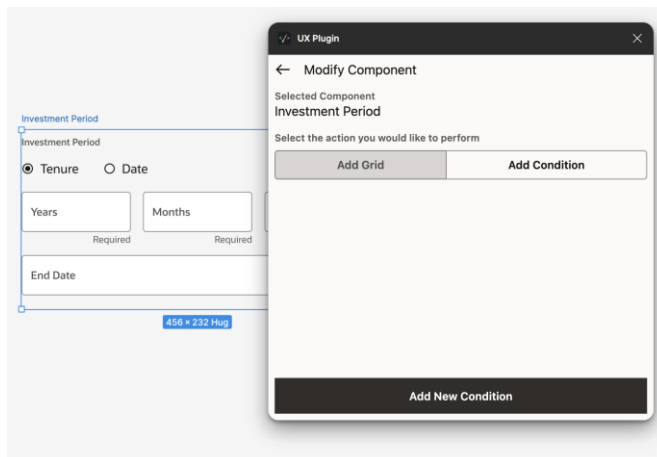 UX Plugin
Modify Component
Selected Component
Investment Period
Select the action you would like to perform
Add Grid Add Condition
Add New Condition
Investment Period
Investment Period
Tenure Date
Years Months
Required Required
End Date
456 × 232 Hug